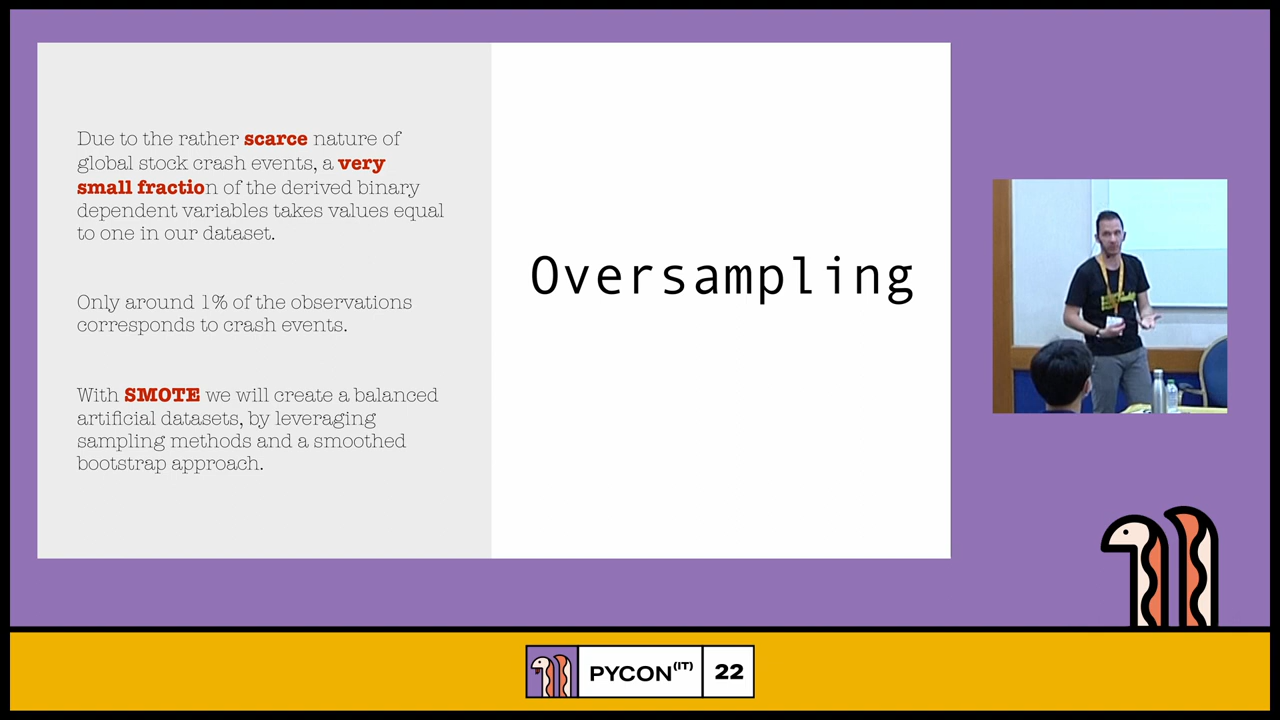 Due to the rather scarce nature of
global stock crash events, a very
small fraction of the derived binary
dependent variables takes values equal
to one in our dataset.
Only around 1% of the observations
corresponds to crash events.
With SMOTE we will create a balanced
artificial datasets, by leveraging
sampling methods and a smoothed
bootstrap approach.
Oversampling
PYCON(IT) 22